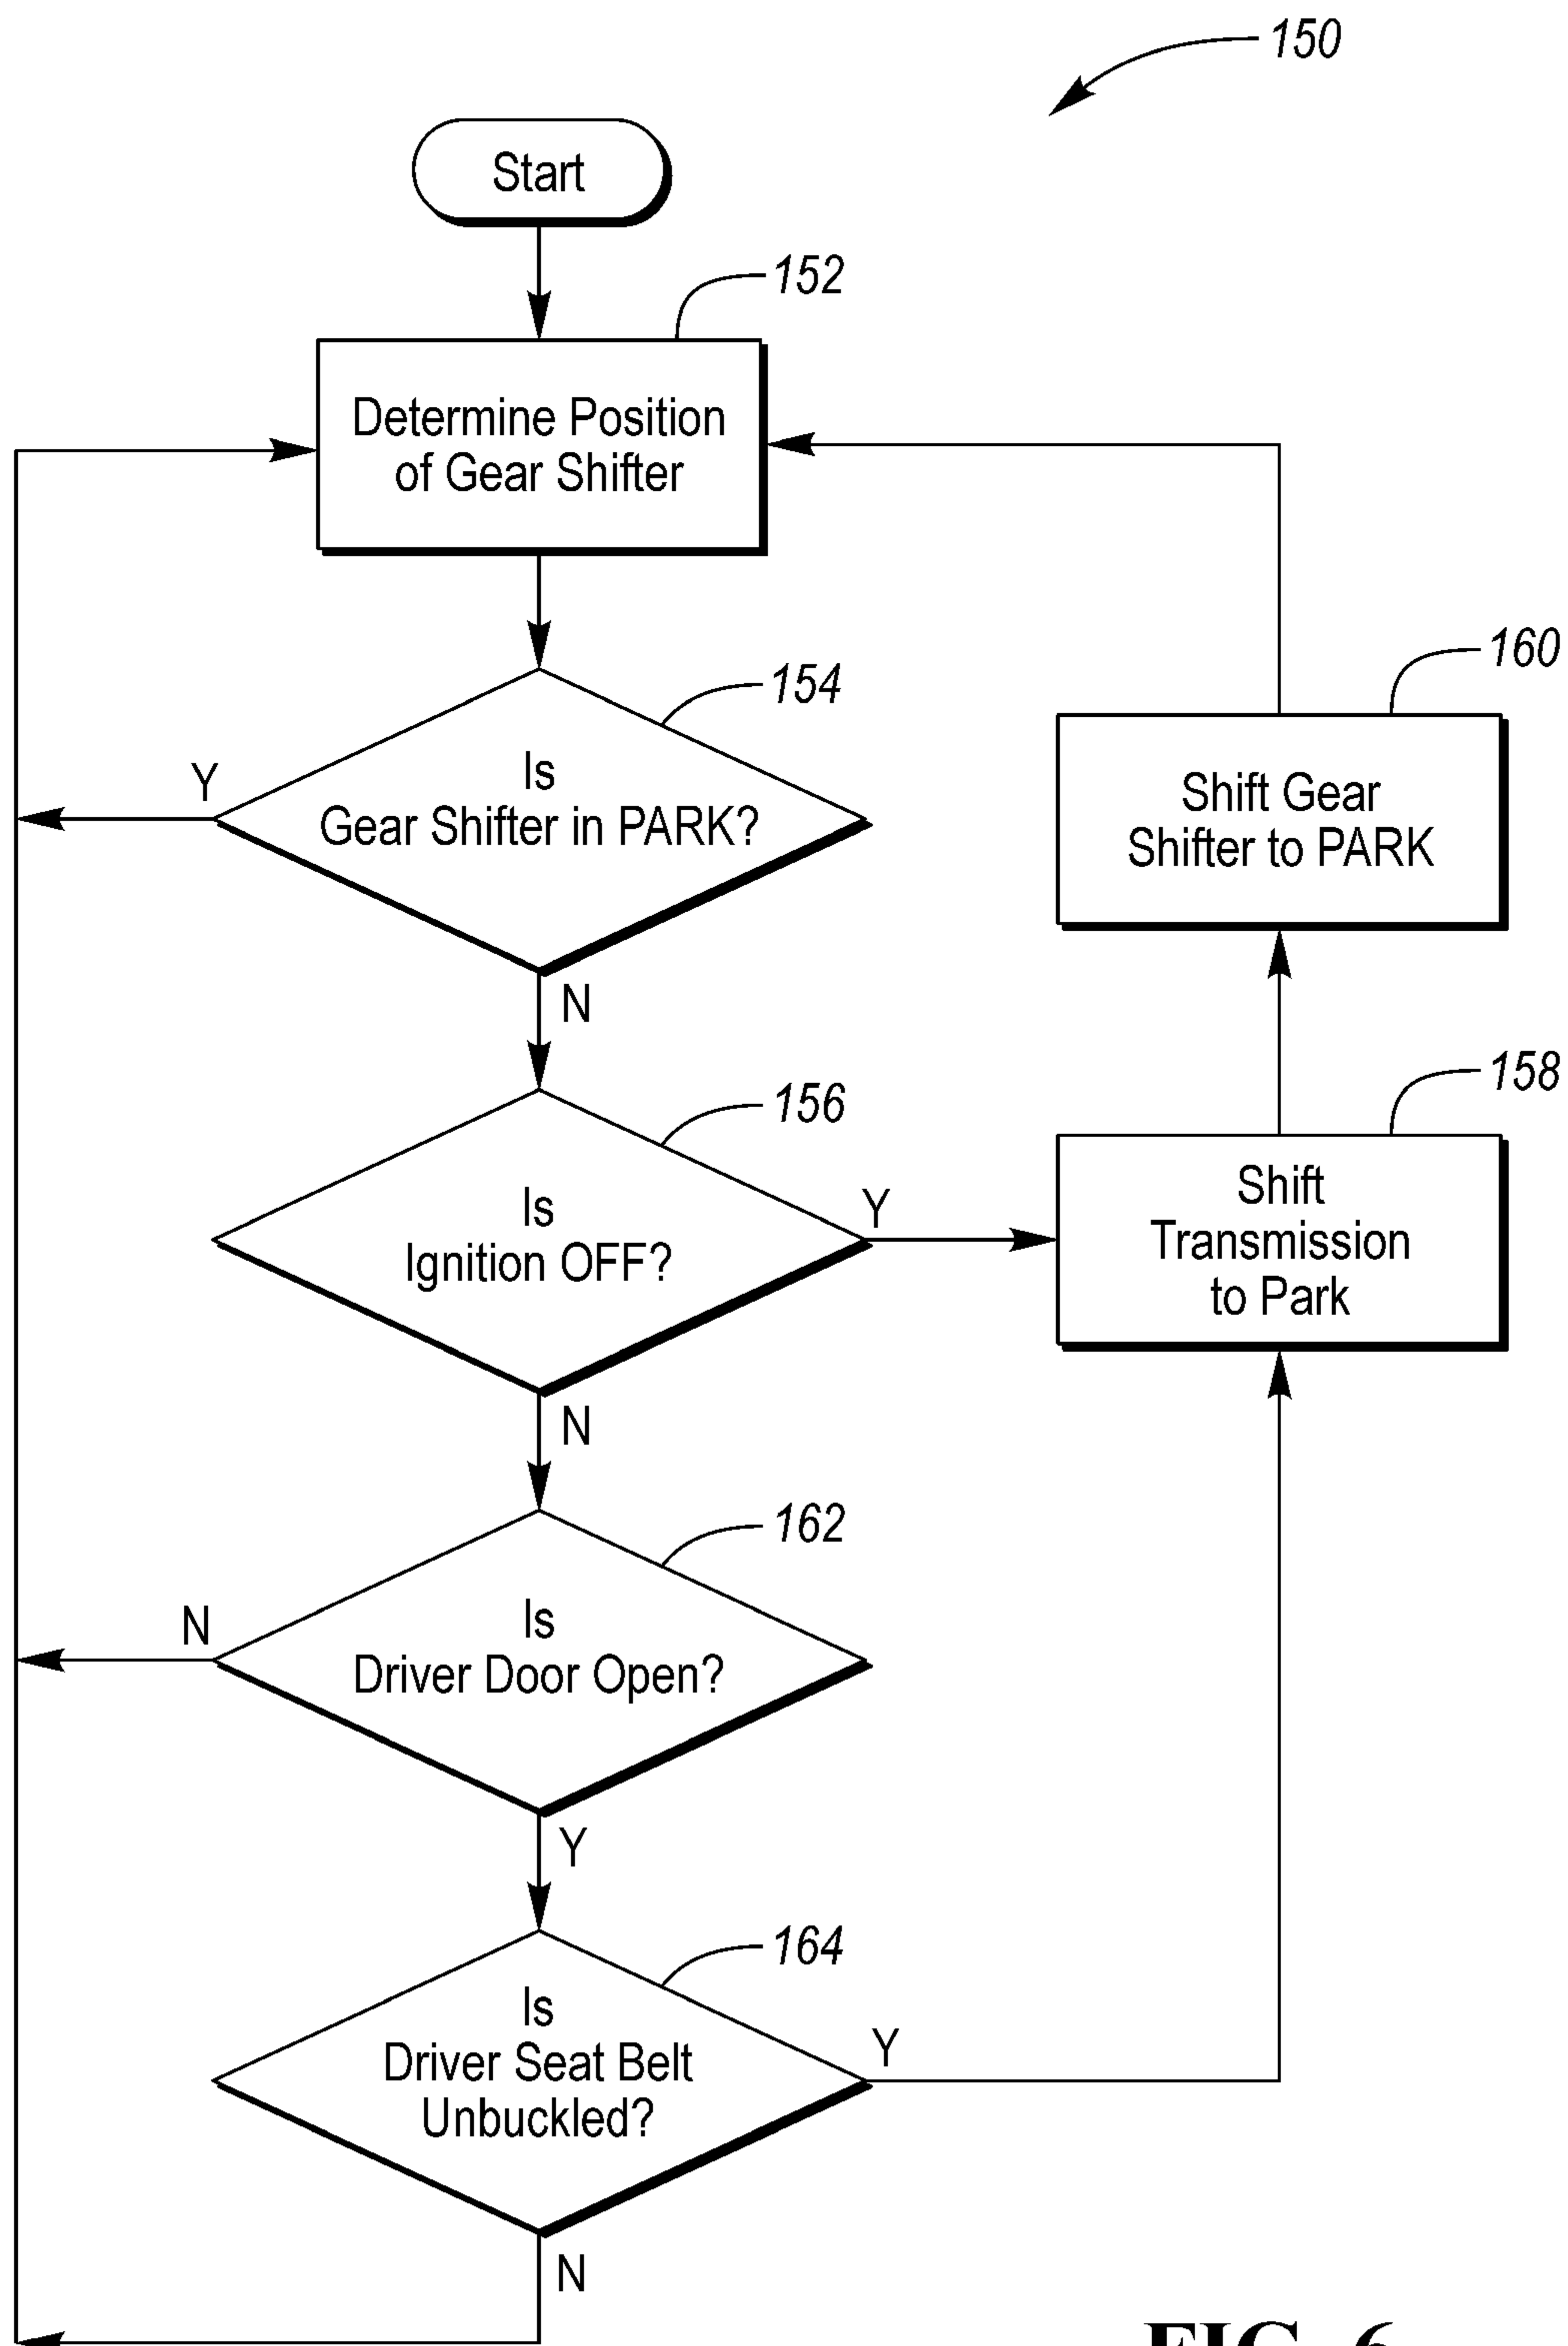 150
Start
152
Determine Position
of Gear Shifter
154
Is
Gear Shifter in PARK?
Y
N
160
Shift Gear
Shifter to PARK
156
Is
Ignition OFF?
Y
N
158
Shift
Transmission
to Park
162
Is
Driver Door Open?
N
Y
164
Is
Driver Seat Belt
Unbuckled?
Y
N
FIG. 6